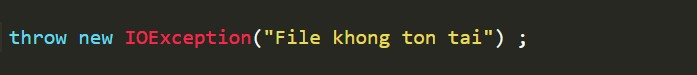 throw new IOException("File khong ton tai") ;